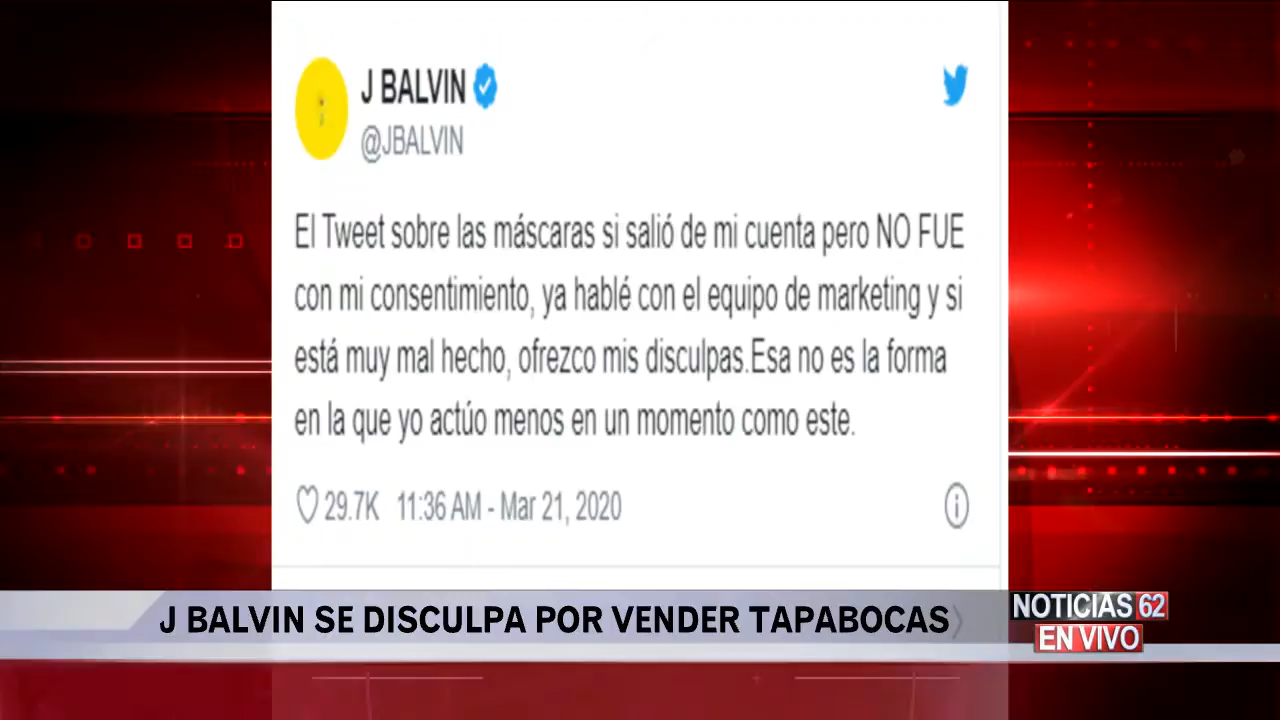 J BALVIN
@JBALVIN
El Tweet sobre las máscaras si salió de mi cuenta pero NO FUE
con mi consentimiento, ya hablé con el equipo de marketing y si
está muy mal hecho, ofrezco mis disculpas.Esa no es la forma
en la que yo actúo menos en un momento como este.
29.7K 11:36 AM - Mar 21, 2020
J BALVIN SE DISCULPA POR VENDER TAPABOCAS
NOTICIAS 62
EN VIVO